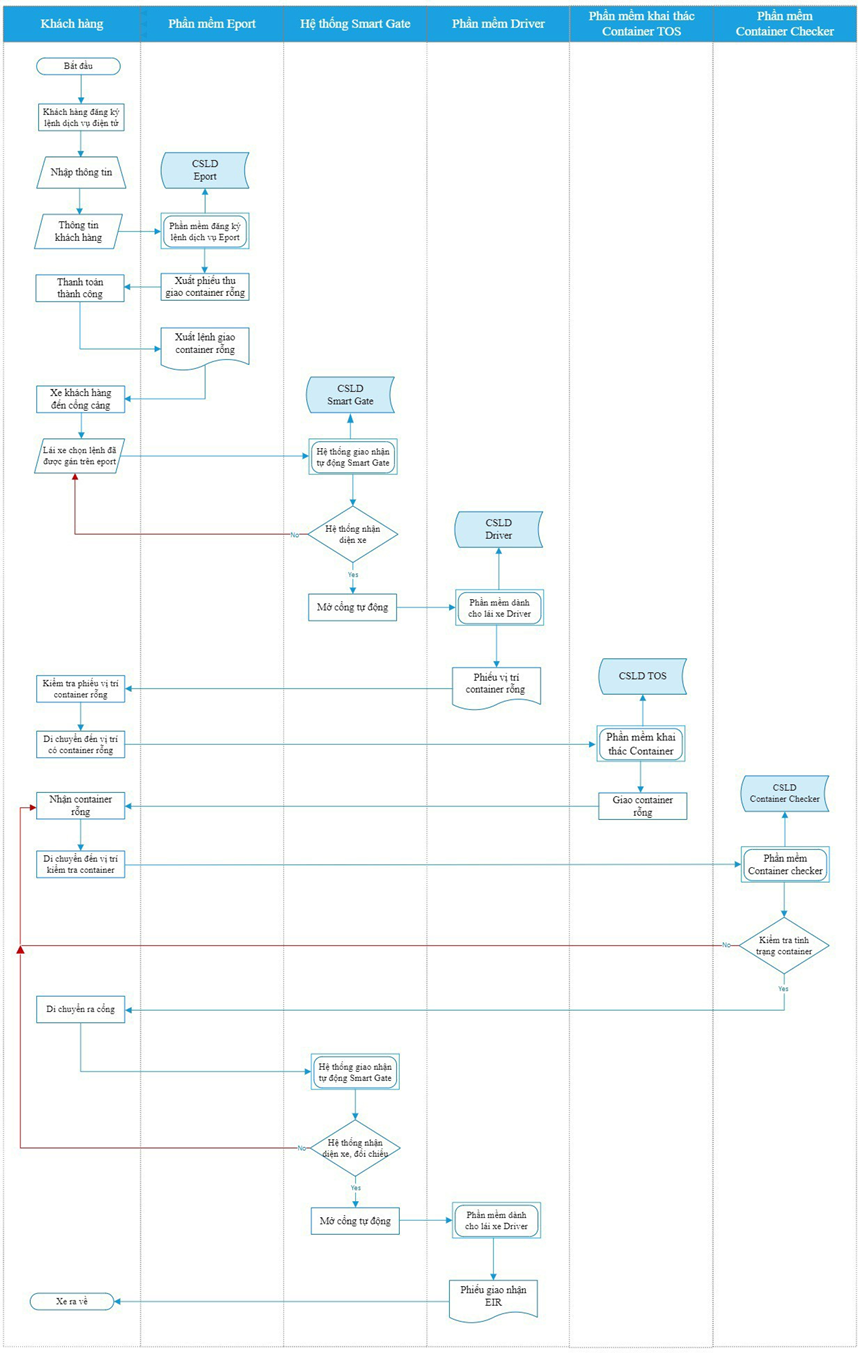 Khách hàng
Phần mềm Eport
Hệ thống Smart Gate
Phần mềm Driver
Phần mềm khai thác
Container TOS
Phần mềm
Container Checker
Bắt đầu
Khách hàng đăng ký
lệnh dịch vụ điện tử
Nhập thông tin
CSLD
Eport
Thông tin
khách hàng
Phần mềm đăng ký
lệnh dịch vụ Eport
Thanh toán
thành công
Xuất phiếu thu
giao container rỗng
Xuất lệnh giao
container rỗng
Xe khách hàng
đến cổng cảng
CSLD
Smart Gate
Lái xe chọn lệnh đã
được gán trên eport
Hệ thống giao nhận
tự động Smart Gate
Hệ thống nhận
diện xe
No
Yes
CSLD
Driver
Mở cổng tự động
Phần mềm dành
cho lái xe Driver
Kiểm tra phiếu vị trí
container rỗng
Phiếu vị trí
container rỗng
CSLD TOS
Di chuyển đến vị trí
có container rỗng
Phần mềm khai
thác Container
Nhận container
rỗng
Giao container
rỗng
CSLD
Container Checker
Di chuyển đến vị trí
kiểm tra container
Phần mềm
Container checker
Kiểm tra tình
trạng container
No
Yes
Di chuyển ra cổng
Hệ thống giao nhận
tự động Smart Gate
Hệ thống nhận
diện xe, đối chiếu
No
Yes
Mở cổng tự động
Phần mềm dành
cho lái xe Driver
Xe ra về
Phiếu giao nhận
EIR